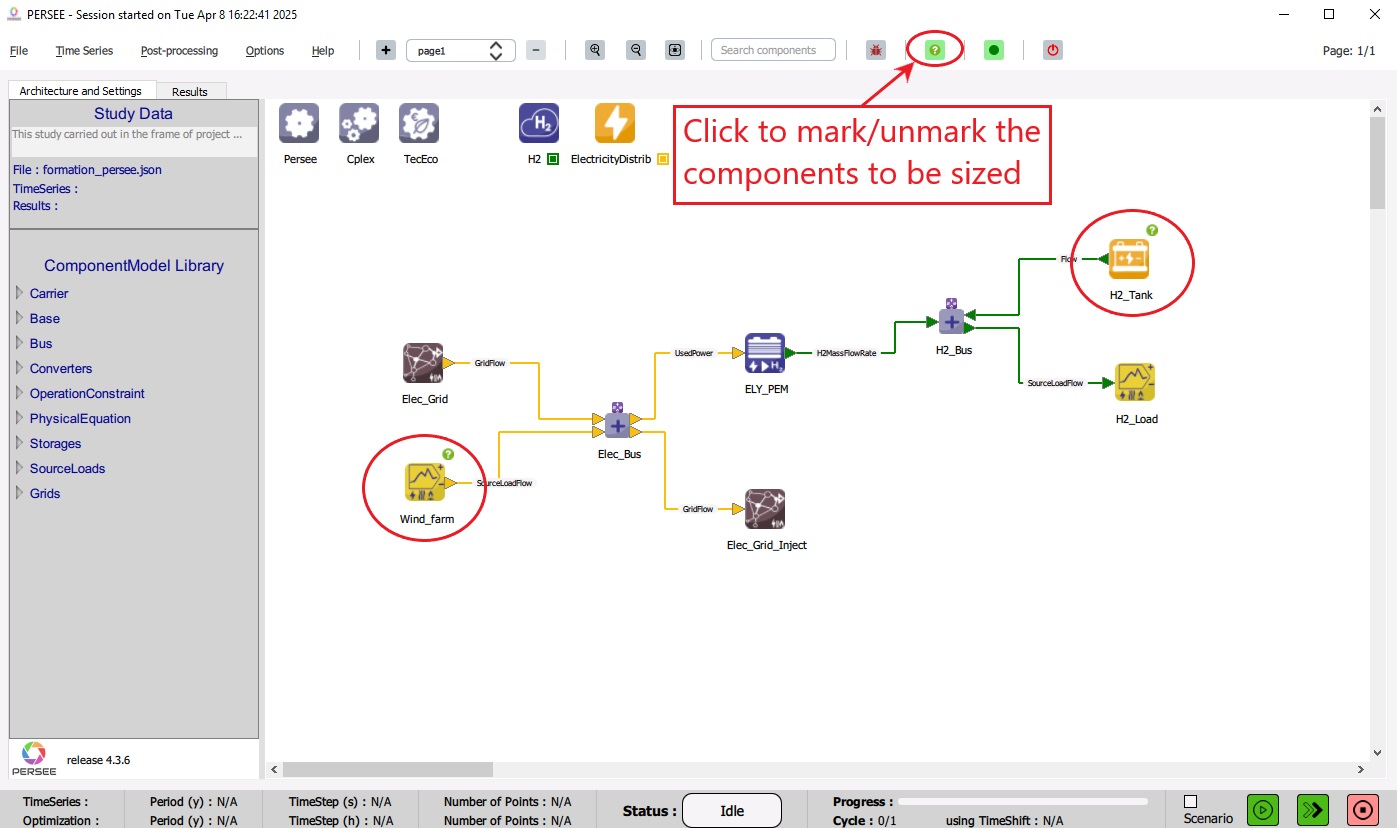 PERSEE - Session started on Tue Apr 8 16:22:41 2025
File Time Series Post-processing Options Help page1 Search components Page: 1/1
Architecture and Settings Results
Study Data
This study carried out in the frame of project ...
File : formation_persee.json
TimeSeries :
Results :
ComponentModel Library
Carrier
Base
Bus
Converters
OperationConstraint
PhysicalEquation
Storages
SourceLoads
Grids
PERSEE
release 4.3.6
H2
Persee Cplex TecEco H2 ElectricityDistrib
Click to mark/unmark the
components to be sized
Flow
H2_Tank
H2_Bus
SourceLoadFlow
H2_Load
GridFlow
Elec_Grid
UsedPower
H2
ELY_PEM
H2MassFlowRate
Elec_Bus
SourceLoadFlow
Wind_farm
GridFlow
Elec_Grid_Inject
TimeSeries : Period (y) : N/A TimeStep (s) : N/A Number of Points : N/A
Optimization : Period (y) : N/A TimeStep (h) : N/A Number of Points : N/A
Status : Idle
Progress :
Cycle : 0/1 using TimeShift : N/A
Scenario